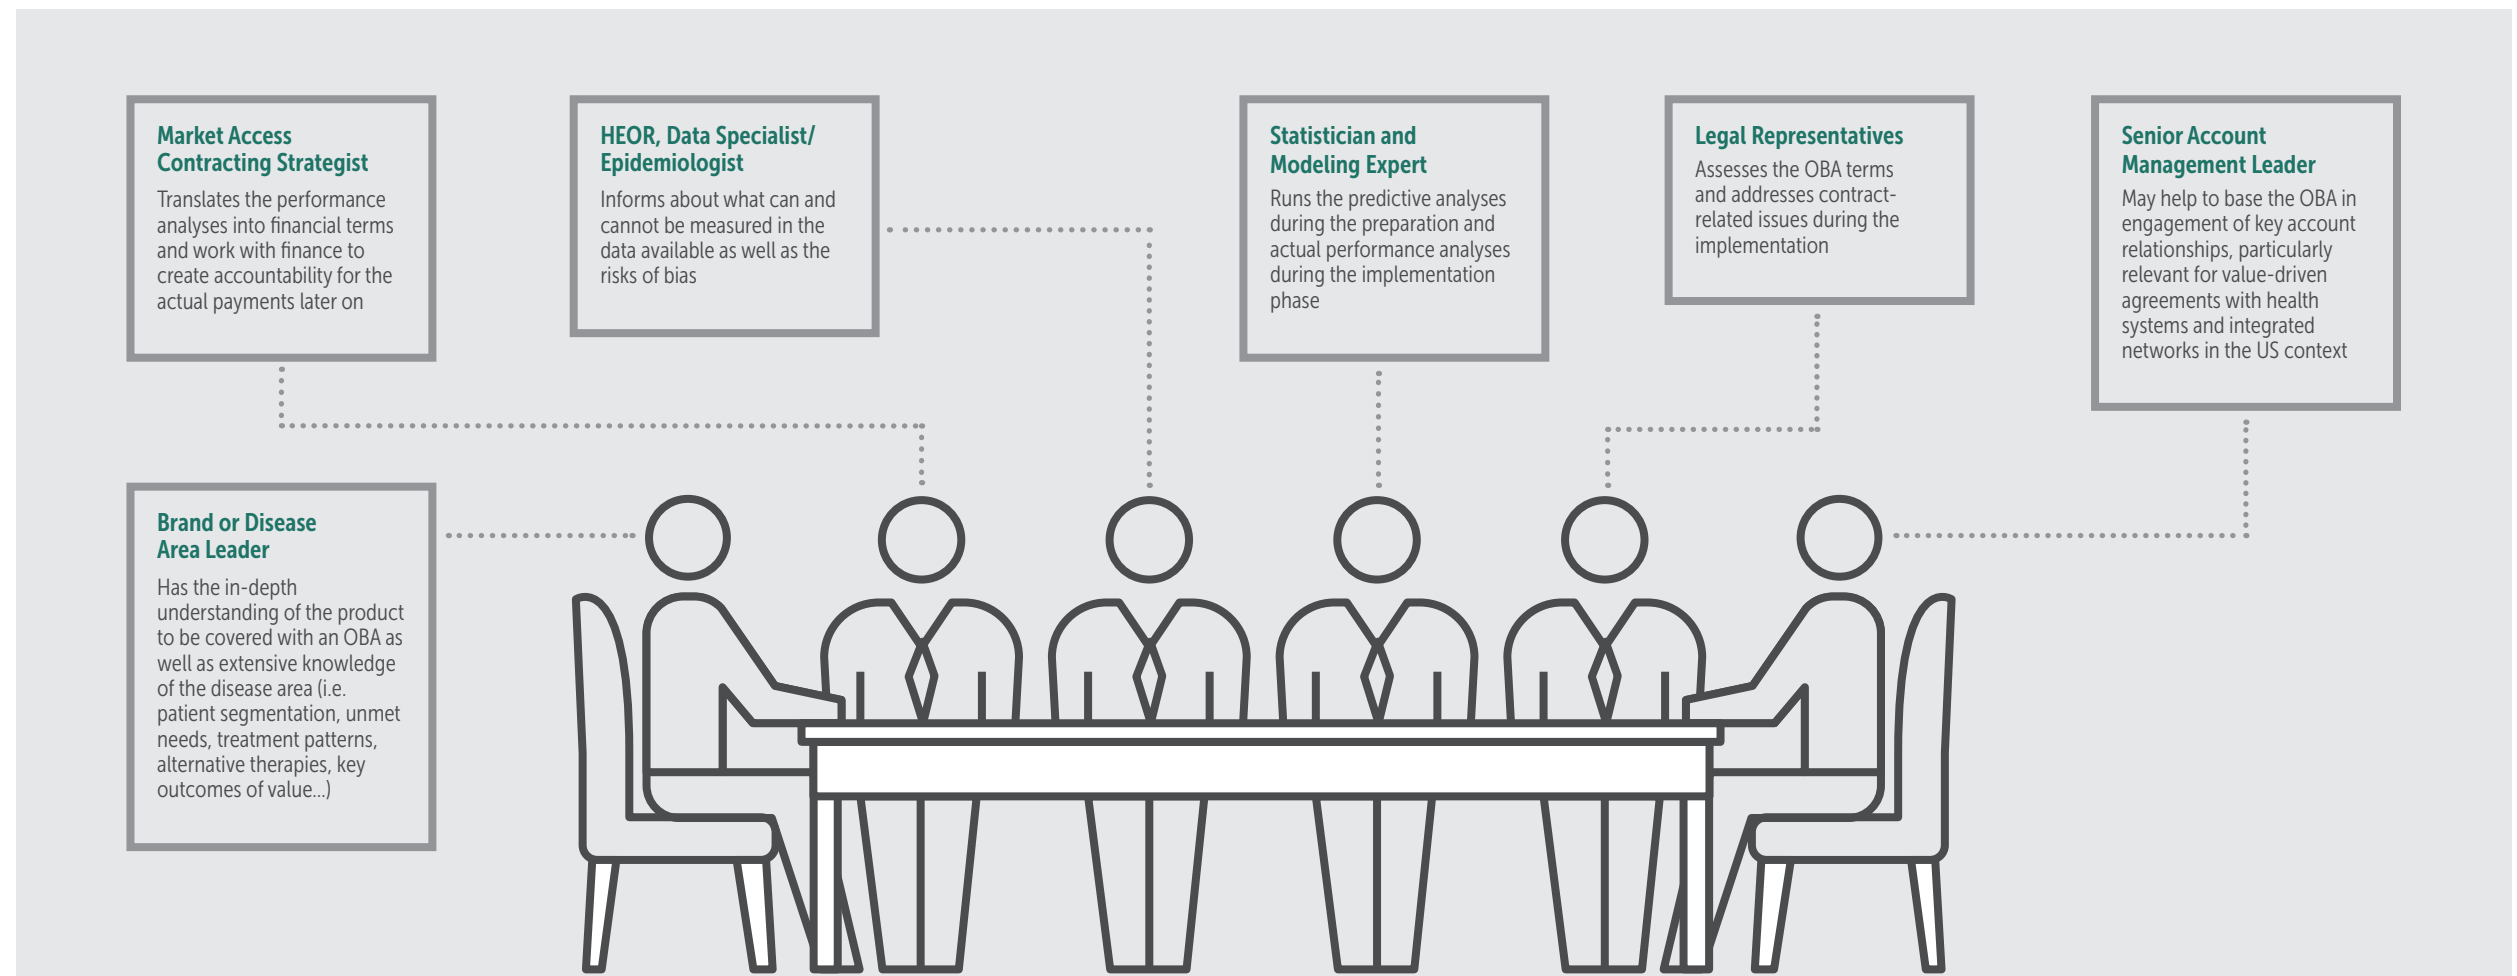 Market Access
Contracting Strategist
Translates the performance
analyses into financial terms
and work with finance to
create accountability for the
actual payments later on
HEOR, Data Specialist/
Epidemiologist
Informs about what can and
cannot be measured in the
data available as well as the
risks of bias
Statistician and
Modeling Expert
Runs the predictive analyses
during the preparation and
actual performance analyses
during the implementation
phase
Legal Representatives
Assesses the OBA terms
and addresses contract-
related issues during the
implementation
Senior Account
Management Leader
May help to base the OBA in
engagement of key account
relationships, particularly
relevant for value-driven
agreements with health
systems and integrated
networks in the US context
Brand or Disease
Area Leader
Has the in-depth
understanding of the product
to be covered with an OBA as
well as extensive knowledge
of the disease area (i.e.
patient segmentation, unmet
needs, treatment patterns,
alternative therapies, key
outcomes of value...)